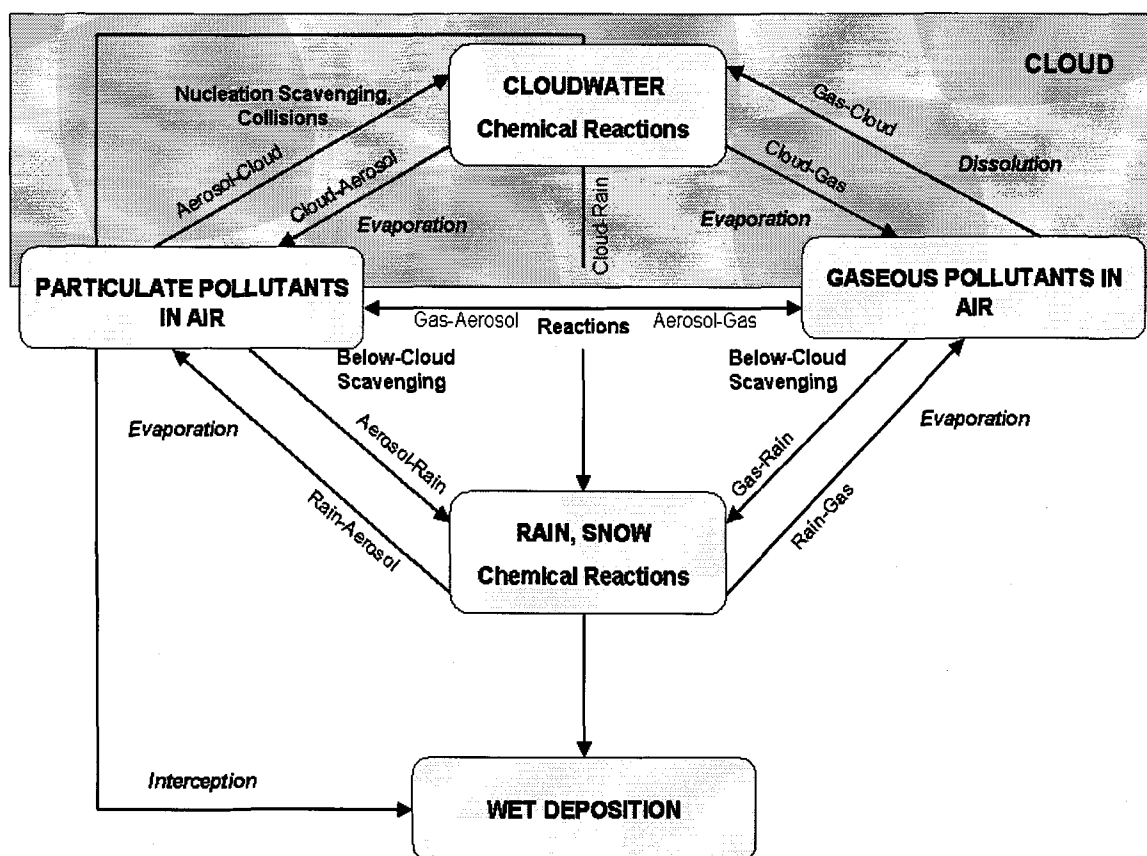 CLOUD
CLOUDWATER
Chemical Reactions
Nucleation Scavenging,
Collisions
Aerosol-Cloud
Cloud-Aerosol
Evaporation
Cloud-Rain
Gas-Cloud
Cloud-Gas
Dissolution
Evaporation
PARTICULATE POLLUTANTS
IN AIR
GASEOUS POLLUTANTS IN
AIR
Gas-Aerosol
Reactions
Aerosol-Gas
Below-Cloud
Scavenging
Below-Cloud
Scavenging
Evaporation
Aerosol-Rain
Rain-Aerosol
Gas-Rain
Rain-Gas
Evaporation
RAIN, SNOW
Chemical Reactions
Interception
WET DEPOSITION